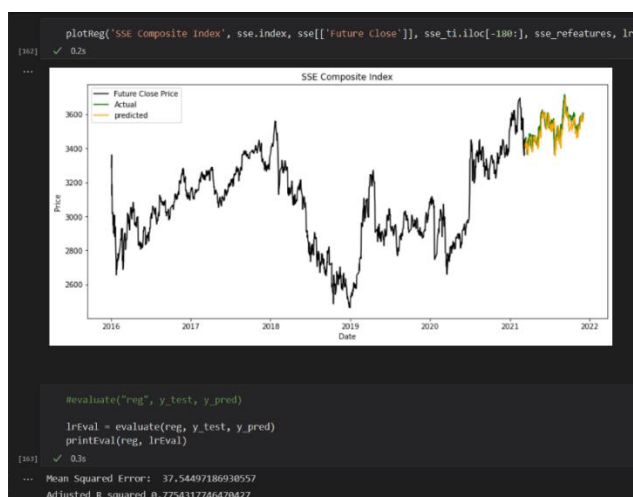 plotReg('SSE Composite Index', sse.index, sse[['Future Close']], sse_ti.iloc[-180:], sse_refeatures, lr
[162]
0.2s
...
SSE Composite Index
Future Close Price
Actual
predicted
3600
3400
3200
3000
2800
2600
Price
2016 2017 2018 2019 2020 2021 2022
Date
#evaluate("reg", y_test, y_pred)
lrEval = evaluate(reg, y_test, y_pred)
printEval(reg, lrEval)
[163]
0.3s
... Mean Squared Error: 37.54497186930557
Adjusted R squared 0.7754317746470427